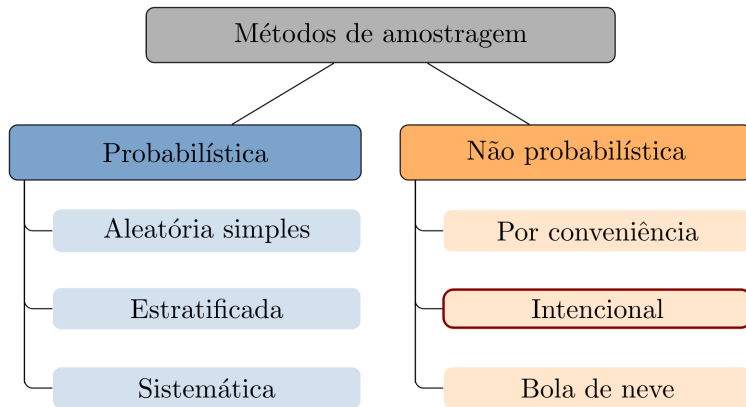 Métodos de amostragem
Probabilística
Não probabilística
Aleatória simples
Por conveniência
Estratificada
Intencional
Sistemática
Bola de neve